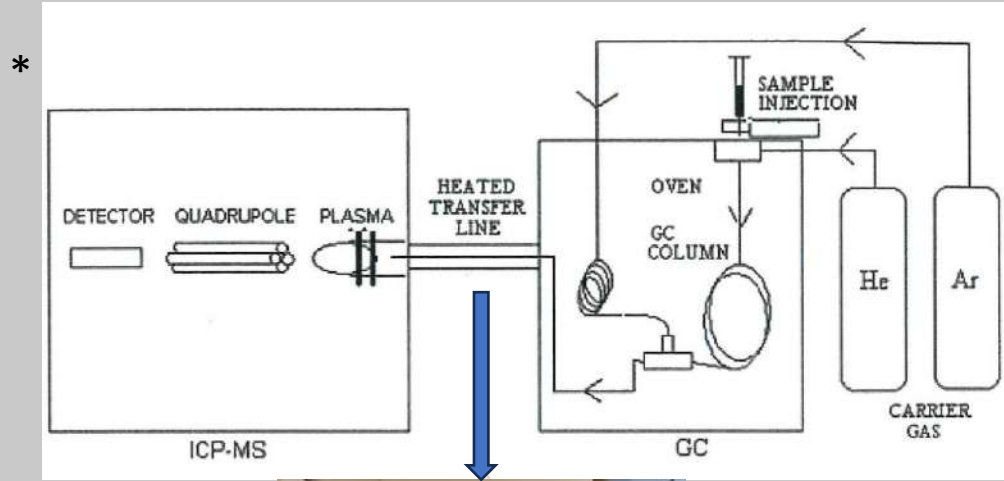 *
SAMPLE
INJECTION
HEATED
TRANSFER
LINE
OVEN
GC
COLUMN
DETECTOR QUADRUPOLE PLASMA
He Ar
CARRIER
GAS
ICP-MS
GC